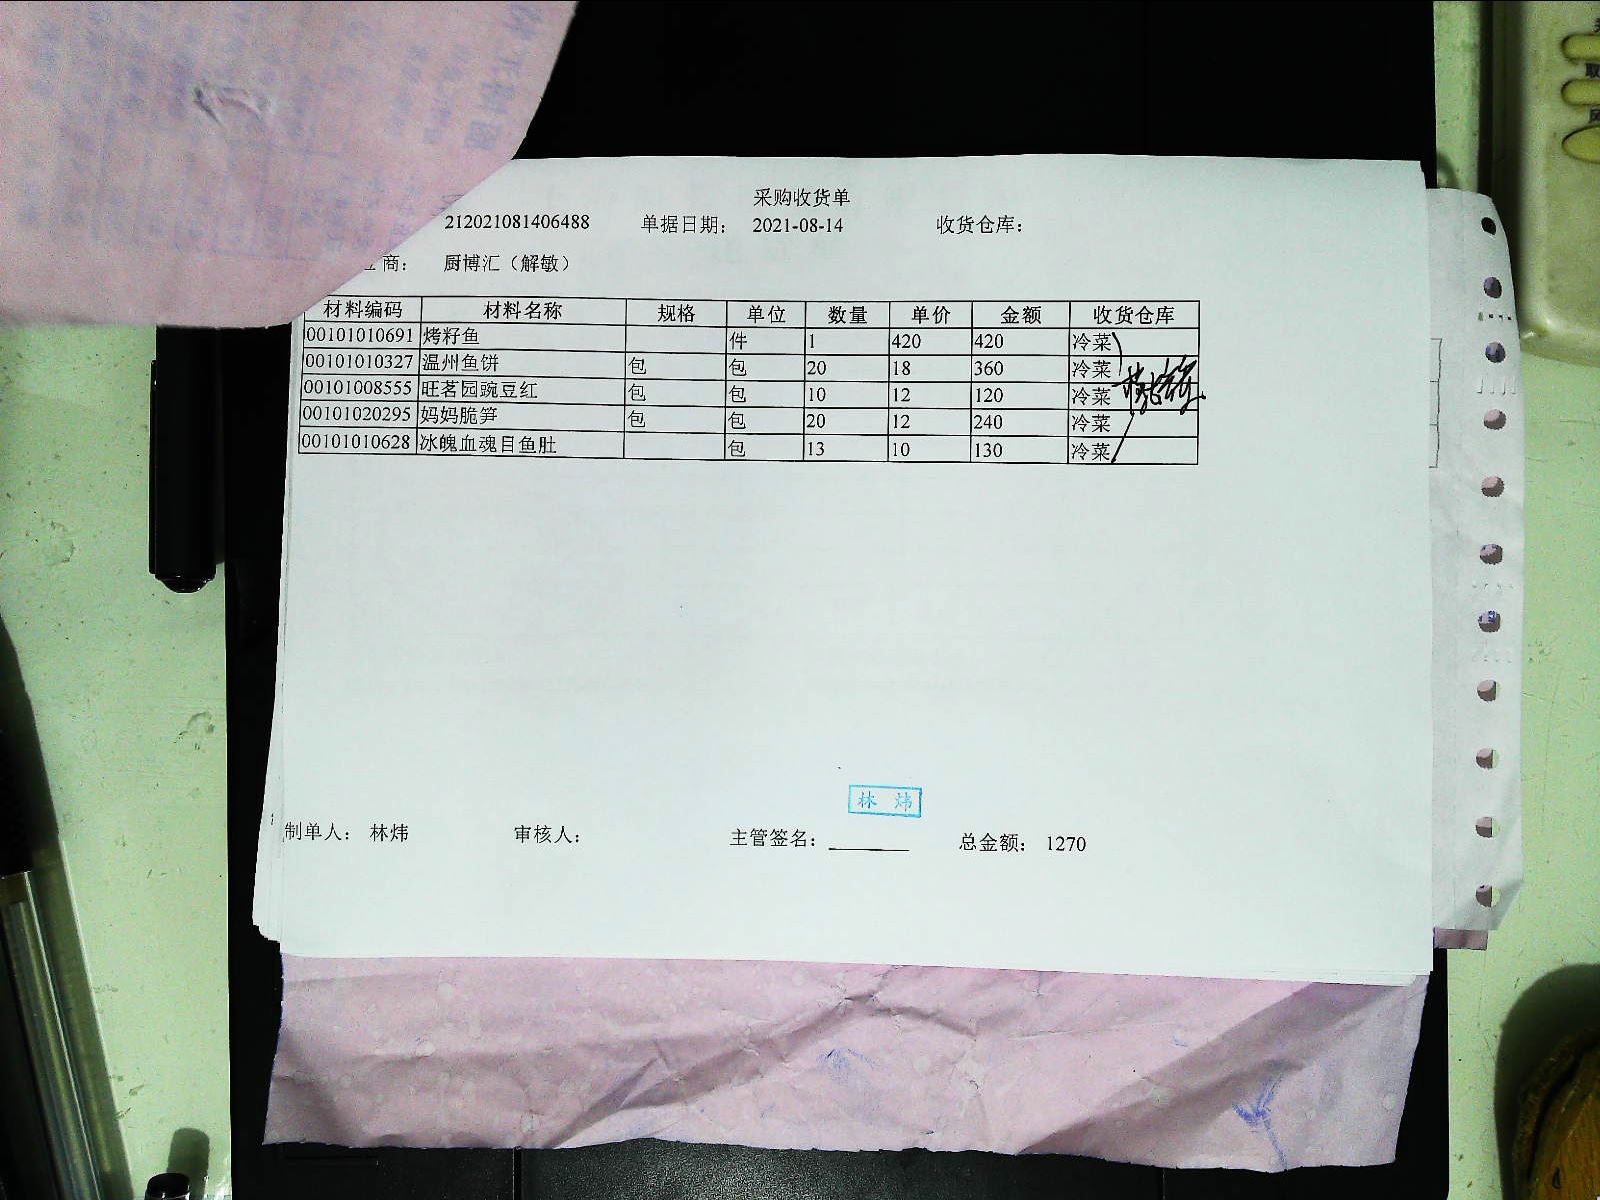 采购收货单
212021081406488 单据日期： 2021-08-14 收货仓库：
商： 厨博汇（解敏）
材料编码 材料名称 规格 单位 数量 单价 金额 收货仓库
00101010691 烤籽鱼 件 1 420 420 冷菜
00101010327 温州鱼饼 包 包 20 18 360 冷菜
00101008555 旺茗园豌豆红 包 包 10 12 120 冷菜
00101020295 妈妈脆笋 包 包 20 12 240 冷菜
00101010628 冰魄血魂目鱼肚 包 13 10 130 冷菜
林 炜
制单人： 林炜 审核人： 主管签名： 总金额： 1270